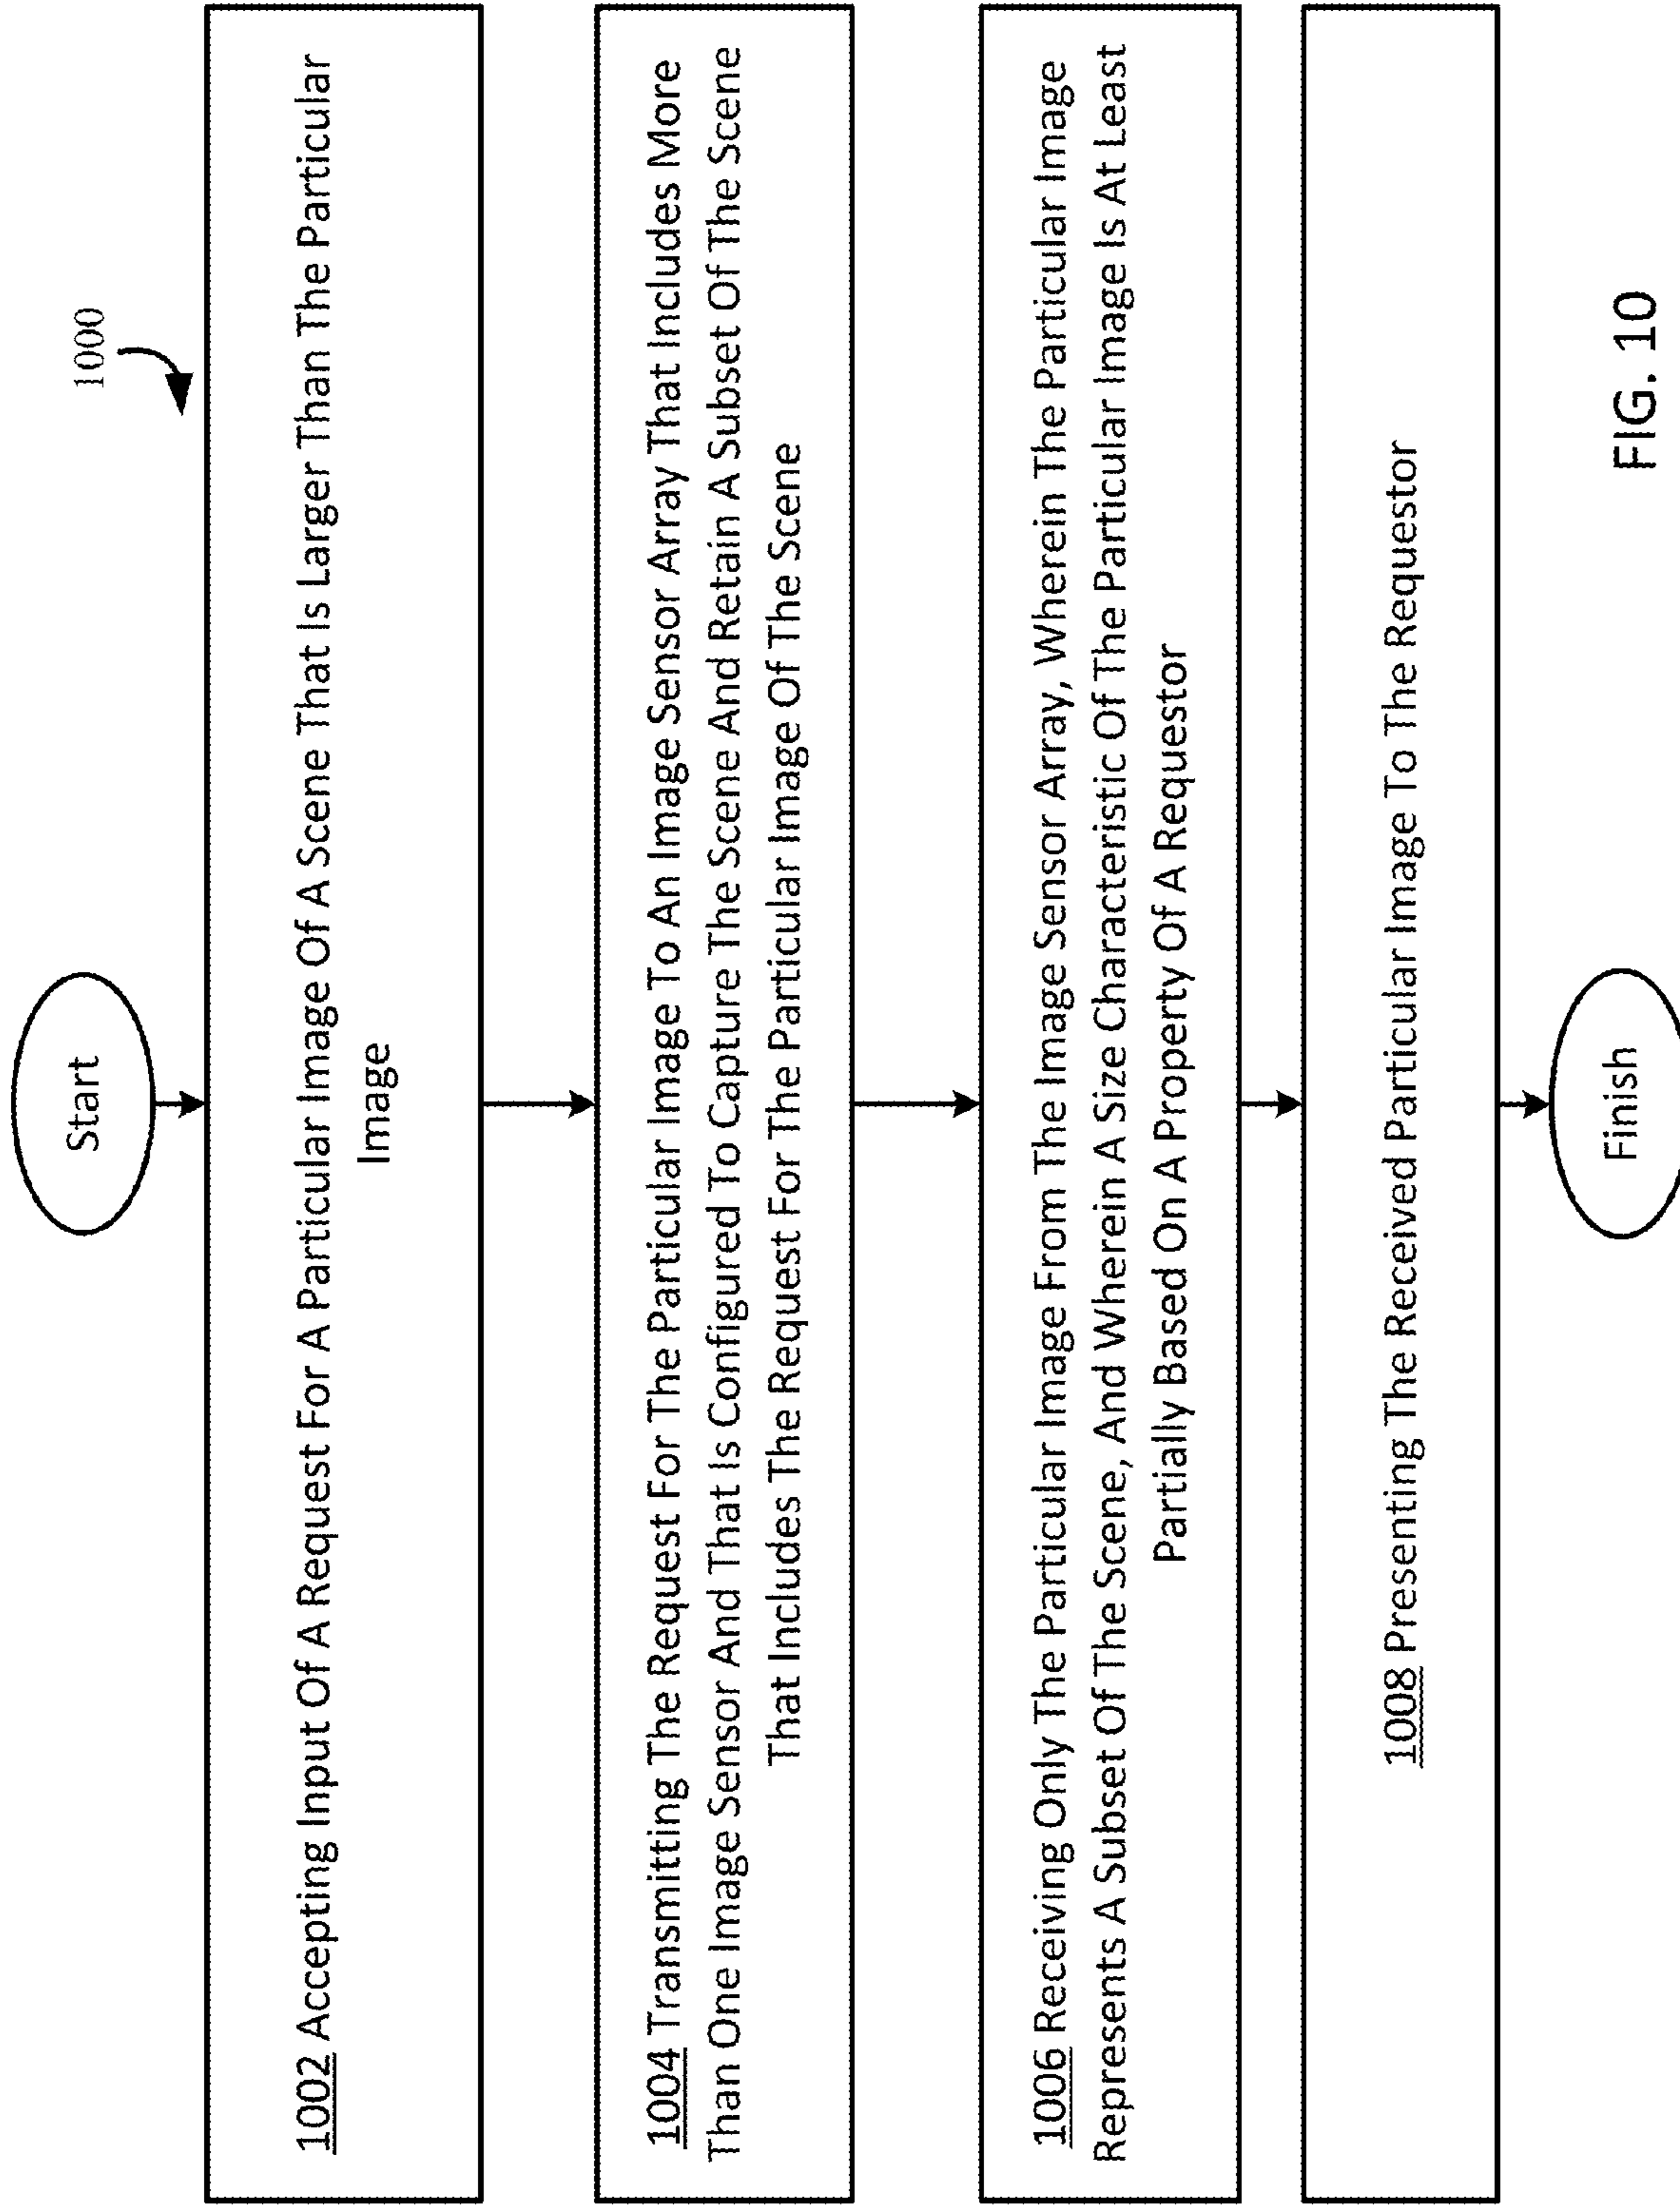 1000
Start
1002 Accepting Input Of A Request For A Particular Image Of A Scene That Is Larger Than The Particular
Image
1004 Transmitting The Request For The Particular Image To An Image Sensor Array That Includes More
Than One Image Sensor And That Is Configured To Capture The Scene And Retain A Subset Of The Scene
That Includes The Request For The Particular Image Of The Scene
1006 Receiving Only The Particular Image From The Image Sensor Array, Wherein The Particular Image
Represents A Subset Of The Scene, And Wherein A Size Characteristic Of The Particular Image Is At Least
Partially Based On A Property Of A Requestor
1008 Presenting The Received Particular Image To The Requestor
Finish
FIG. 10